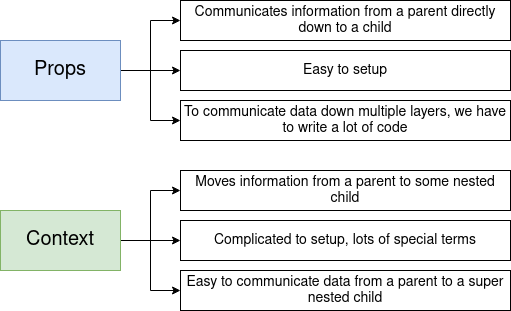 Props
Communicates information from a parent directly
down to a child
Easy to setup
To communicate data down multiple layers, we have
to write a lot of code
Context
Moves information from a parent to some nested
child
Complicated to setup, lots of special terms
Easy to communicate data from a parent to a super
nested child